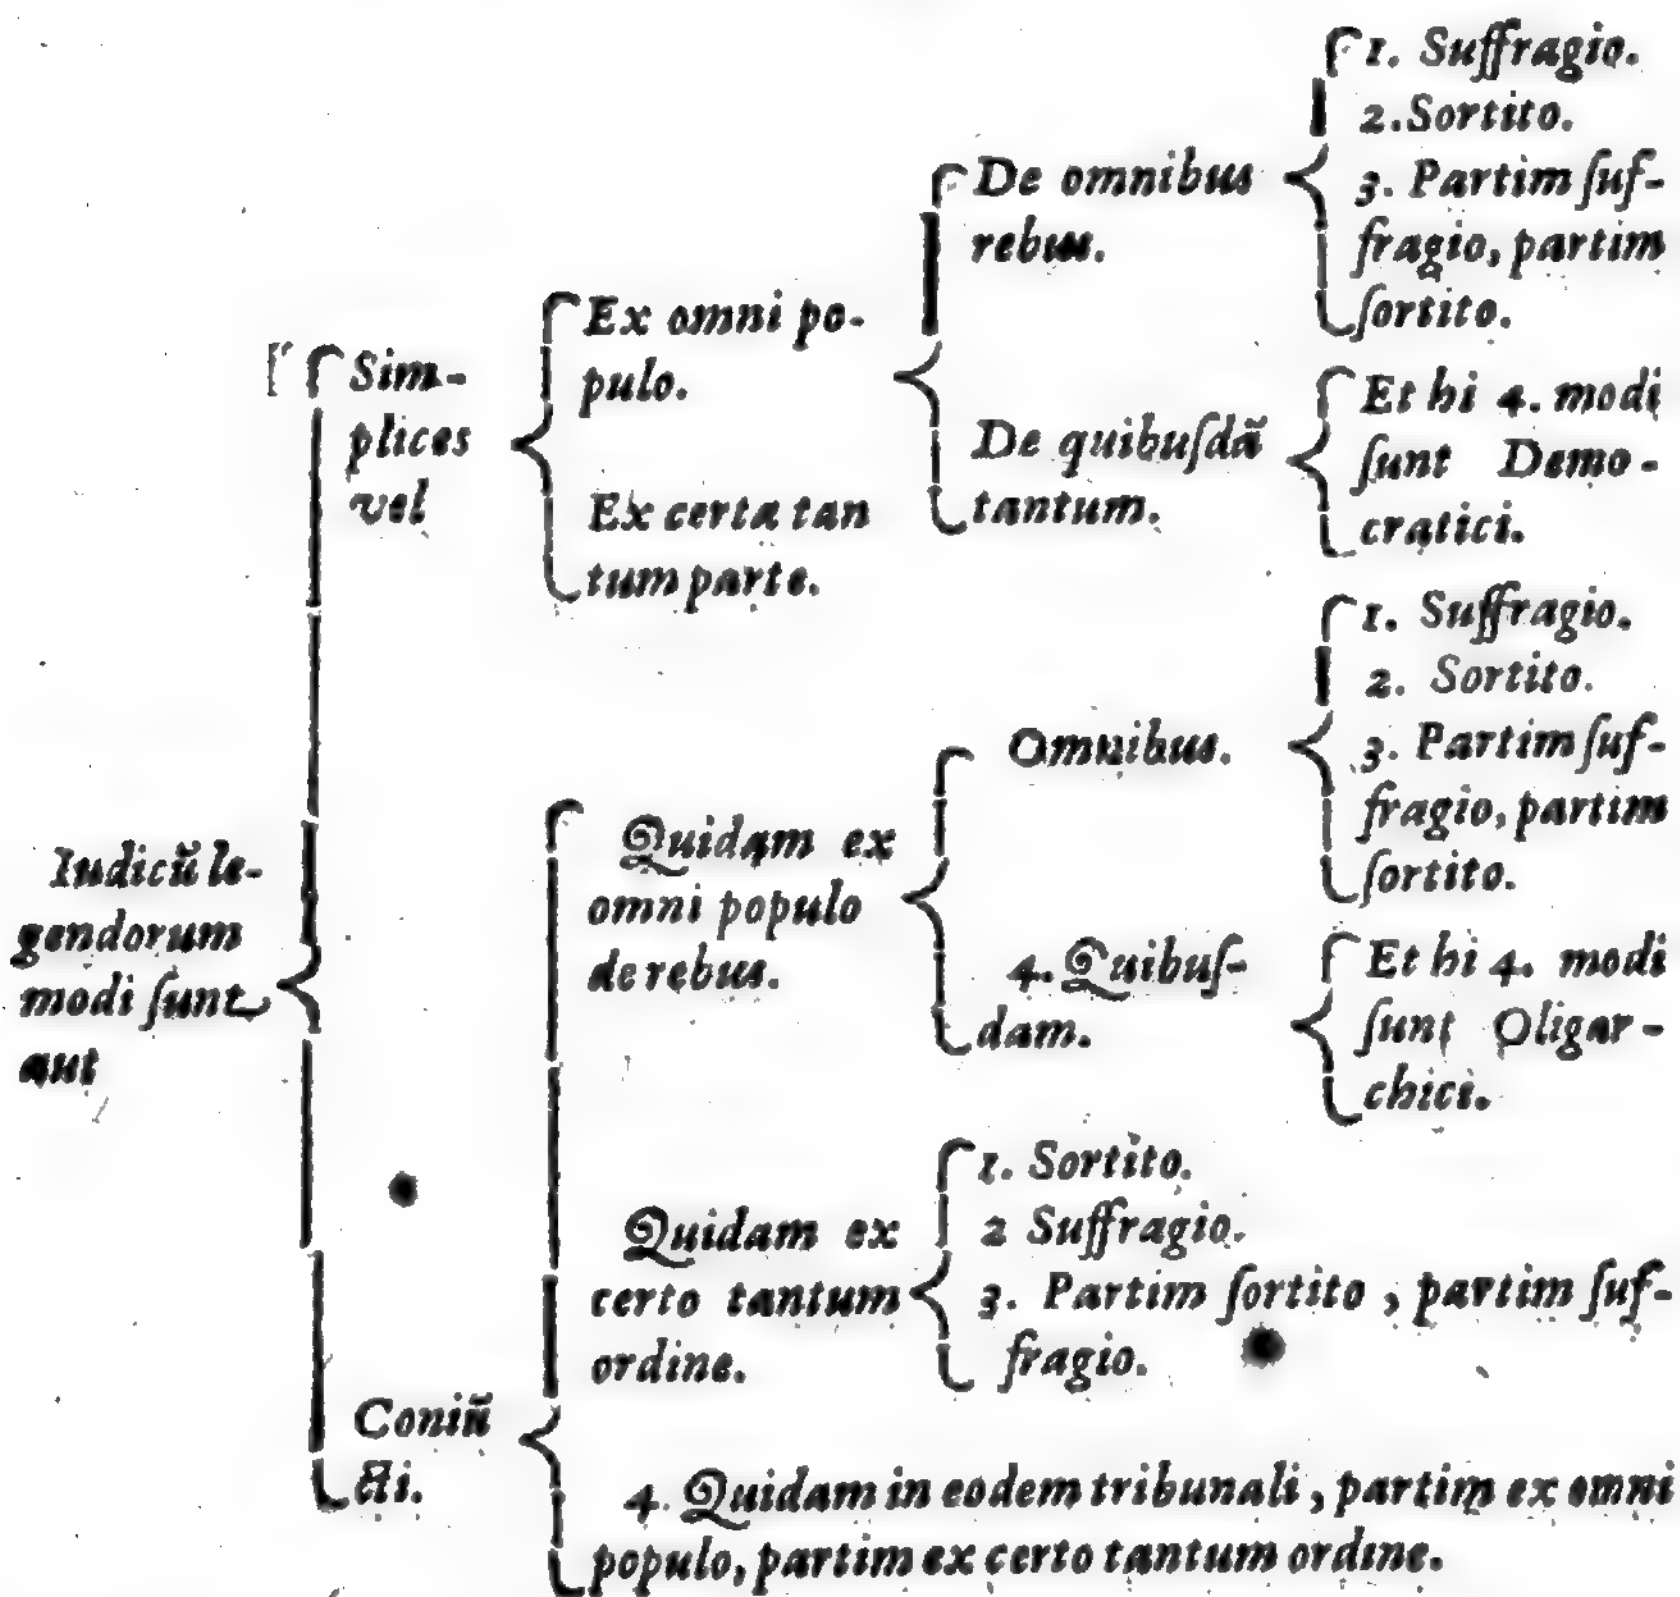 Iudicũ le-
gendorum
modi ſunt
aut
Sim-
plices
vel
Ex omni po-
pulo.
De omnibus
rebus.
1. Suffragio.
2. Sortito.
3. Partim ſuf-
fragio, partim
ſortito.
De quibuſdã
tantum.
Et hi 4. modi
ſunt Demo-
cratici.
Ex certa tan
tum parte.
Coniũ
cti.
Quidam ex
omni populo
de rebus.
Omnibus.
1. Suffragio.
2. Sortito.
3. Partim ſuf-
fragio, partim
ſortito.
4. Quibuſ-
dam.
Et hi 4. modi
ſunt Oligar-
chici.
Quidam ex
certo tantum
ordine.
1. Sortito.
2 Suffragio.
3. Partim ſortito, partim ſuf-
fragio.
4. Quidam in eodem tribunali, partim ex omni
populo, partim ex certo tantum ordine.